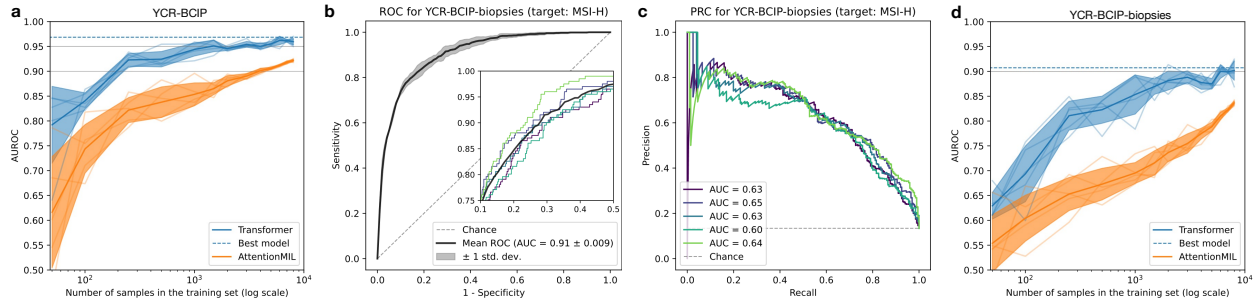 a
YCR-BCIP
AUROC
1.00
0.95
0.90
0.85
0.80
0.75
0.70
0.65
0.60
0.55
0.50
10²
10³
10⁴
Number of samples in the training set (log scale)
Transformer
Best model
AttentionMIL
b
ROC for YCR-BCIP-biopsies (target: MSI-H)
Sensitivity
1.0
0.8
0.6
0.4
0.2
0.0
0.0 0.2 0.4 0.6 0.8 1.0
1 - Specificity
1.00
0.95
0.90
0.85
0.80
0.75
0.1 0.2 0.3 0.4 0.5
Chance
Mean ROC (AUC = 0.91 ± 0.009)
± 1 std. dev.
c
PRC for YCR-BCIP-biopsies (target: MSI-H)
Precision
1.0
0.8
0.6
0.4
0.2
0.0
0.0 0.2 0.4 0.6 0.8 1.0
Recall
AUC = 0.63
AUC = 0.65
AUC = 0.63
AUC = 0.60
AUC = 0.64
Chance
d
YCR-BCIP-biopsies
AUROC
1.00
0.95
0.90
0.85
0.80
0.75
0.70
0.65
0.60
0.55
0.50
10²
10³
10⁴
Number of samples in the training set (log scale)
Transformer
Best model
AttentionMIL